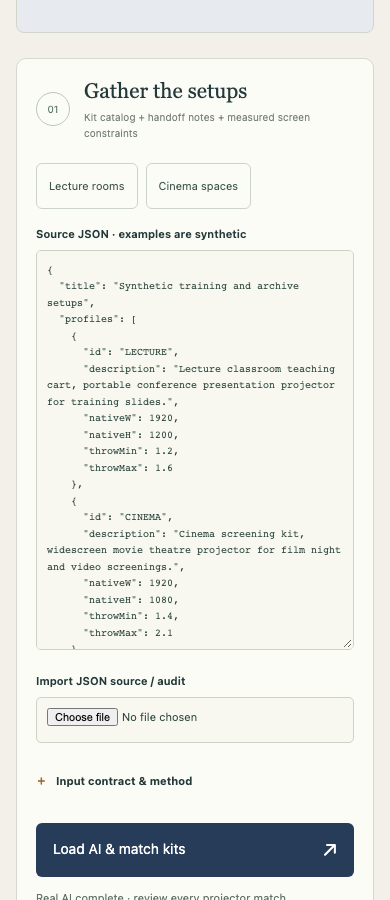 01
Gather the setups
Kit catalog + handoff notes + measured screen
constraints
Lecture rooms
Cinema spaces
Source JSON · examples are synthetic
{
"title": "Synthetic training and archive
setups",
"profiles": [
{
"id": "LECTURE",
"description": "Lecture classroom teaching
cart, portable conference presentation projector
for training slides.",
"nativeW": 1920,
"nativeH": 1200,
"throwMin": 1.2,
"throwMax": 1.6
},
{
"id": "CINEMA",
"description": "Cinema screening kit,
widescreen movie theatre projector for film night
and video screenings.",
"nativeW": 1920,
"nativeH": 1080,
"throwMin": 1.4,
"throwMax": 2.1
}
Import JSON source / audit
Choose file No file chosen
+ Input contract & method
Load AI & match kits
Real AI complete · review every projector match